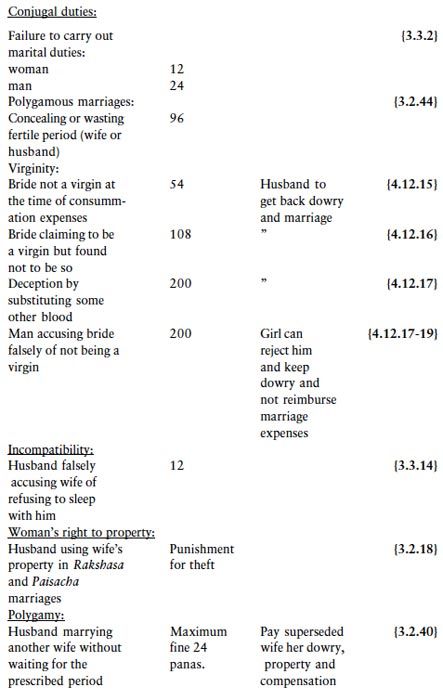 Conjugal duties:
Failure to carry out {3.3.2}
marital duties:
woman 12
man 24
Polygamous marriages: {3.2.44}
Concealing or wasting 96
fertile period (wife or
husband)
Virginity:
Bride not a virgin at 54 Husband to {4.12.15}
the time of consumm- get back dowry
ation expenses and marriage
Bride claiming to be 108 ” {4.12.16}
a virgin but found
not to be so
Deception by 200 ” {4.12.17}
substituting some
other blood
Man accusing bride 200 Girl can {4.12.17-19}
falsely of not being a reject him
virgin and keep
dowry and
not reimburse
marriage
expenses
Incompatibility:
Husband falsely 12 {3.3.14}
accusing wife of
refusing to sleep
with him
Woman's right to property:
Husband using wife's Punishment {3.2.18}
property in Rakshasa for theft
and Paisacha
marriages
Polygamy:
Husband marrying Maximum Pay superseded {3.2.40}
another wife without fine 24 wife her dowry,
waiting for the panas. property and
prescribed period compensation